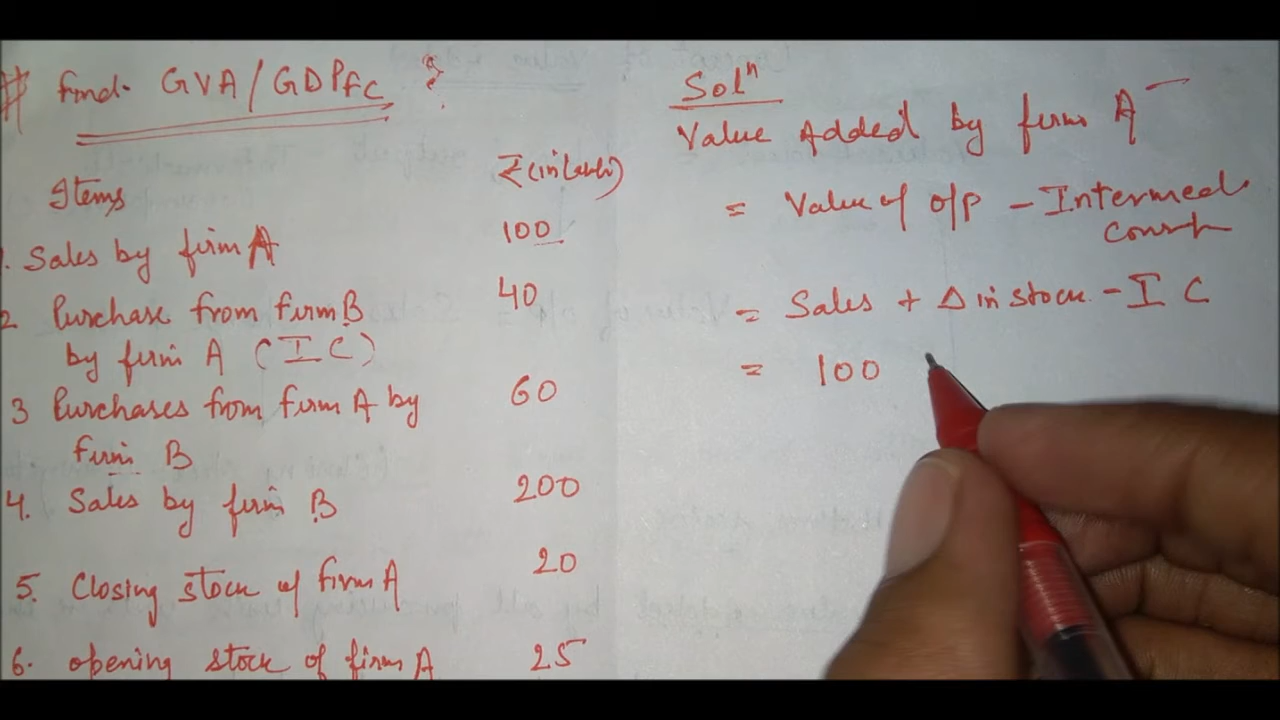 # Find. GVA/GDPFC ?
Items ₹(in lakh)
1. Sales by firm A 100
2 Purchase from firm B 40
by firm A (IC)
3 Purchases from firm A by 60
firm B
4. Sales by firm B 200
5. Closing stock of firm A 20
6. opening stock of firm A 25
Solⁿ
Value Added by firm A
= Value of o/p - Intermed.
= Sales + Δ in stock - I C
= 100